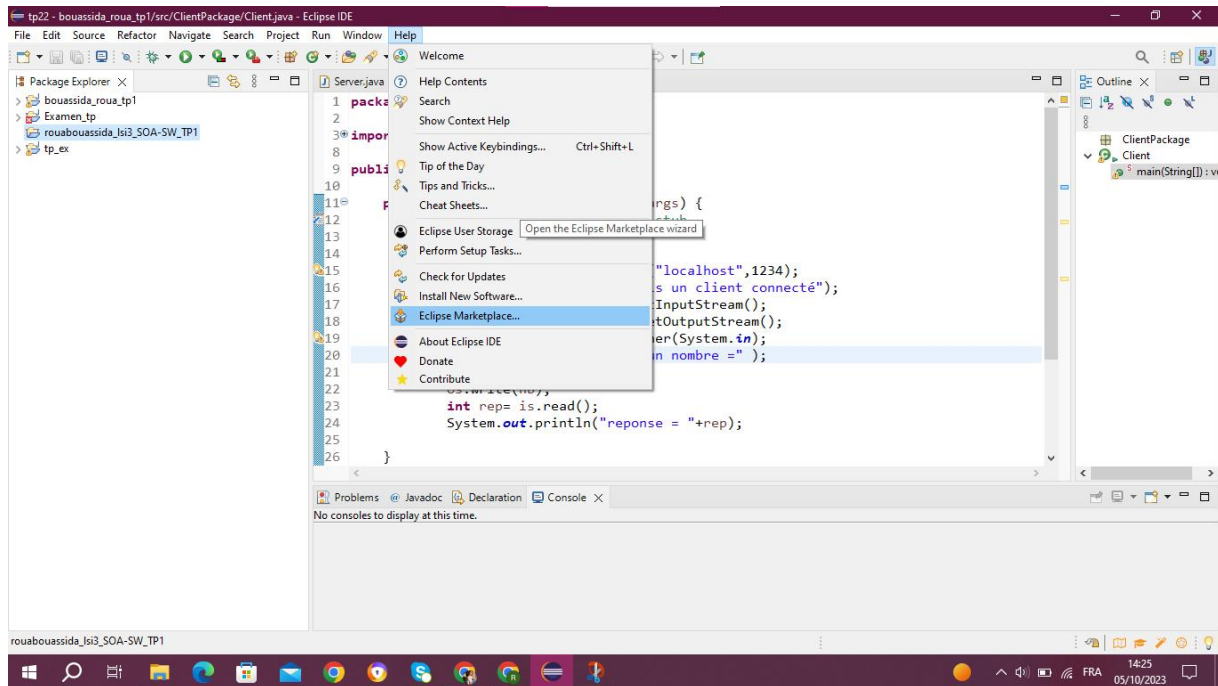 tp22 - bouassida_roua_tp1/src/ClientPackage/Client.java - Eclipse IDE
File Edit Source Refactor Navigate Search Project Run Window Help
Package Explorer
bouassida_roua_tp1
Examen_tp
rouabouassida_lsi3_SOA-SW_TP1
tp_ex
Welcome
Help Contents
Search
Show Context Help
Show Active Keybindings... Ctrl+Shift+L
Tip of the Day
Tips and Tricks...
Cheat Sheets...
Eclipse User Storage
Perform Setup Tasks...
Check for Updates
Install New Software...
Eclipse Marketplace...
About Eclipse IDE
Donate
Contribute
Open the Eclipse Marketplace wizard
Server.java
1 packa
2
3 impor
8
9 publi
10
11 rgs) {
12
13
14
15 "localhost",1234);
16 s un client connecté");
17 InputStream();
18 tOutputStream();
19 er(System.in);
20 n nombre =" );
21
22
23 int rep= is.read();
24 System.out.println("reponse = "+rep);
25
26 }
Outline
ClientPackage
Client
main(String[]) : v
Problems Javadoc Declaration Console
No consoles to display at this time.
rouabouassida_lsi3_SOA-SW_TP1
FRA
14:25
05/10/2023